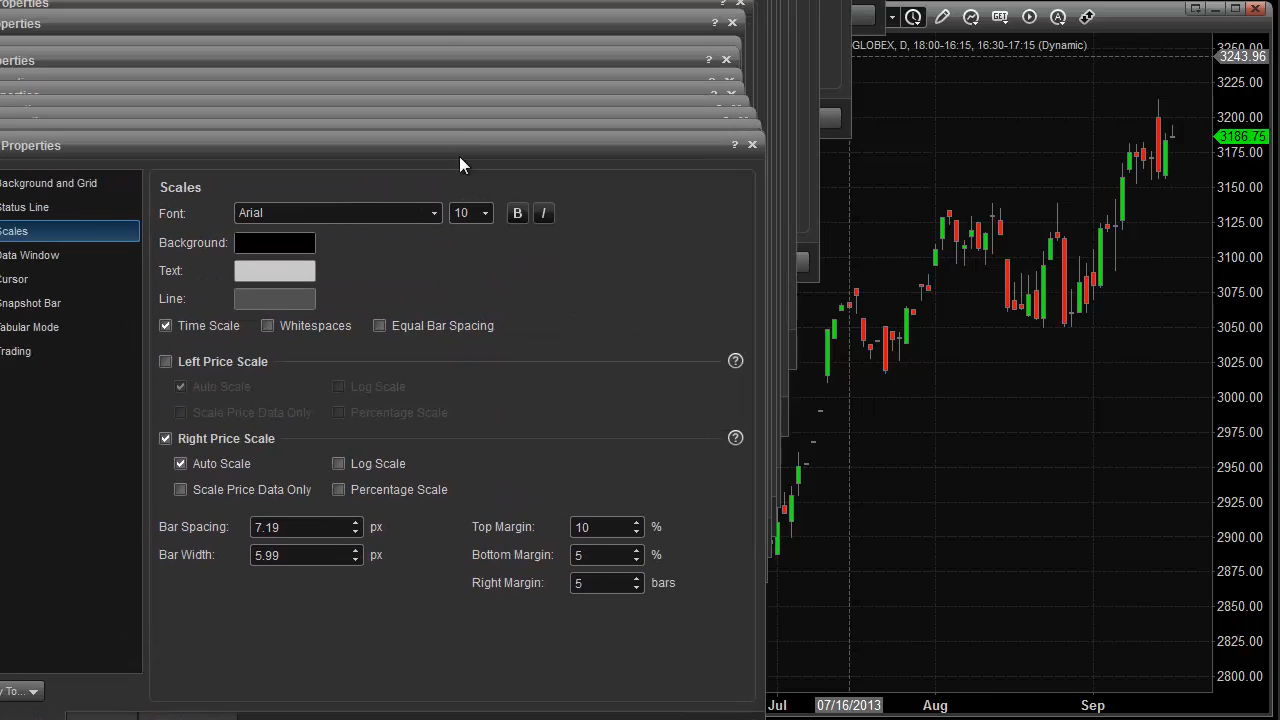 operties
operties
operties
Properties
Background and Grid
Status Line
Scales
Data Window
Cursor
Snapshot Bar
Tabular Mode
Trading
y To...
Scales
Font: Arial 10 B I
Background:
Text:
Line:
Time Scale Whitespaces Equal Bar Spacing
Left Price Scale ?
Auto Scale Log Scale
Scale Price Data Only Percentage Scale
Right Price Scale ?
Auto Scale Log Scale
Scale Price Data Only Percentage Scale
Bar Spacing: 7.19 px Top Margin: 10 %
Bar Width: 5.99 px Bottom Margin: 5 %
Right Margin: 5 bars
GET
GLOBEX, D, 18:00-16:15, 16:30-17:15 (Dynamic)
3243.96
3225.00
3200.00
3186.75
3175.00
3150.00
3125.00
3100.00
3075.00
3050.00
3025.00
3000.00
2975.00
2950.00
2925.00
2900.00
2875.00
2850.00
2825.00
2800.00
Jul 07/16/2013 Aug Sep